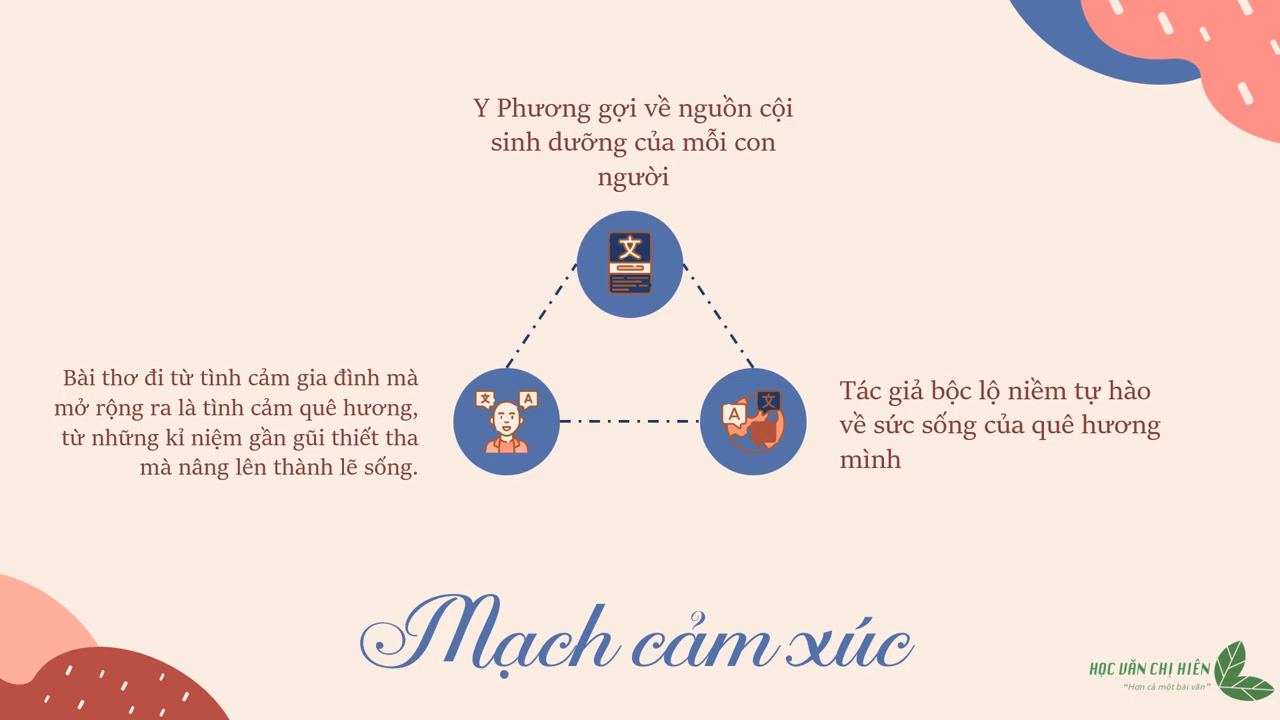 Y Phương gợi về nguồn cội
sinh dưỡng của mỗi con
người
文
Bài thơ đi từ tình cảm gia đình mà
mở rộng ra là tình cảm quê hương,
từ những kỉ niệm gần gũi thiết tha
mà nâng lên thành lẽ sống.
文 A
A 文
Tác giả bộc lộ niềm tự hào
về sức sống của quê hương
mình
Mạch cảm xúc
HỌC VĂN CHỊ HIÊN
"Hơn cả một bài văn"